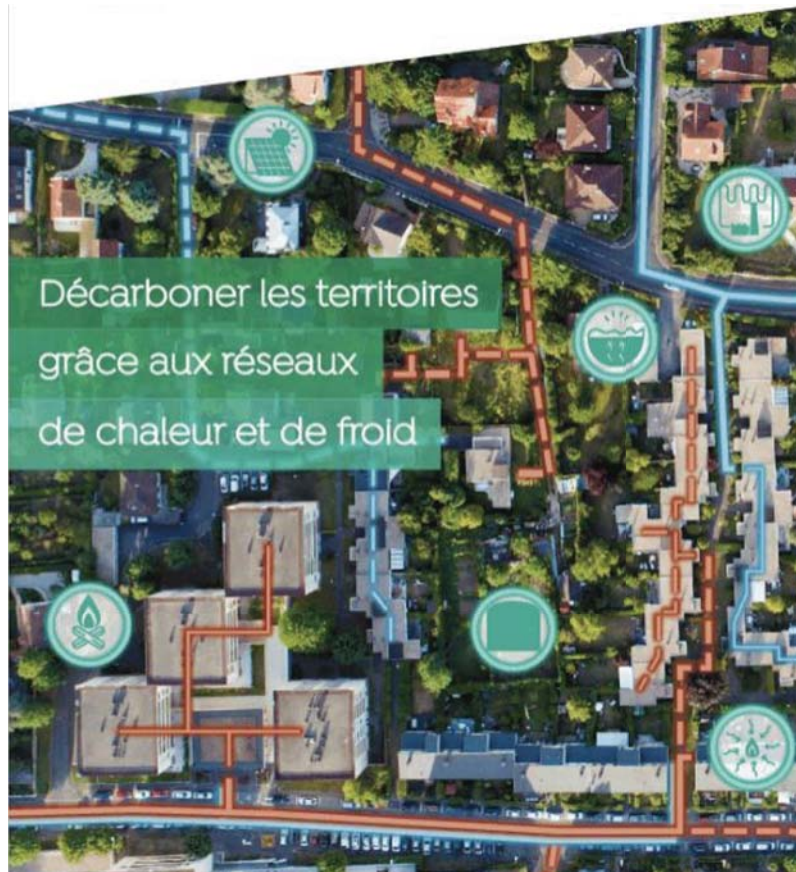 Décarboner les territoires
grâce aux réseaux
de chaleur et de froid